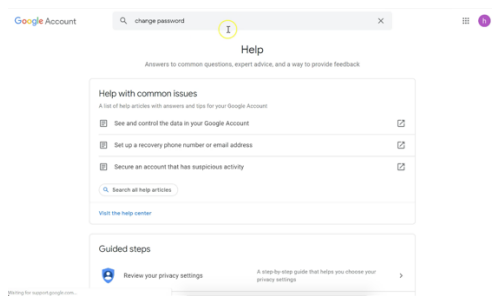 Google Account
change password
h
Help
Answers to common questions, expert advice, and a way to provide feedback
Help with common issues
A list of help articles with answers and tips for your Google Account
See and control the data in your Google Account
Set up a recovery phone number or email address
Secure an account that has suspicious activity
Search all help articles
Visit the help center
Guided steps
Review your privacy settings
A step-by-step guide that helps you choose your
privacy settings
Waiting for support.google.com...